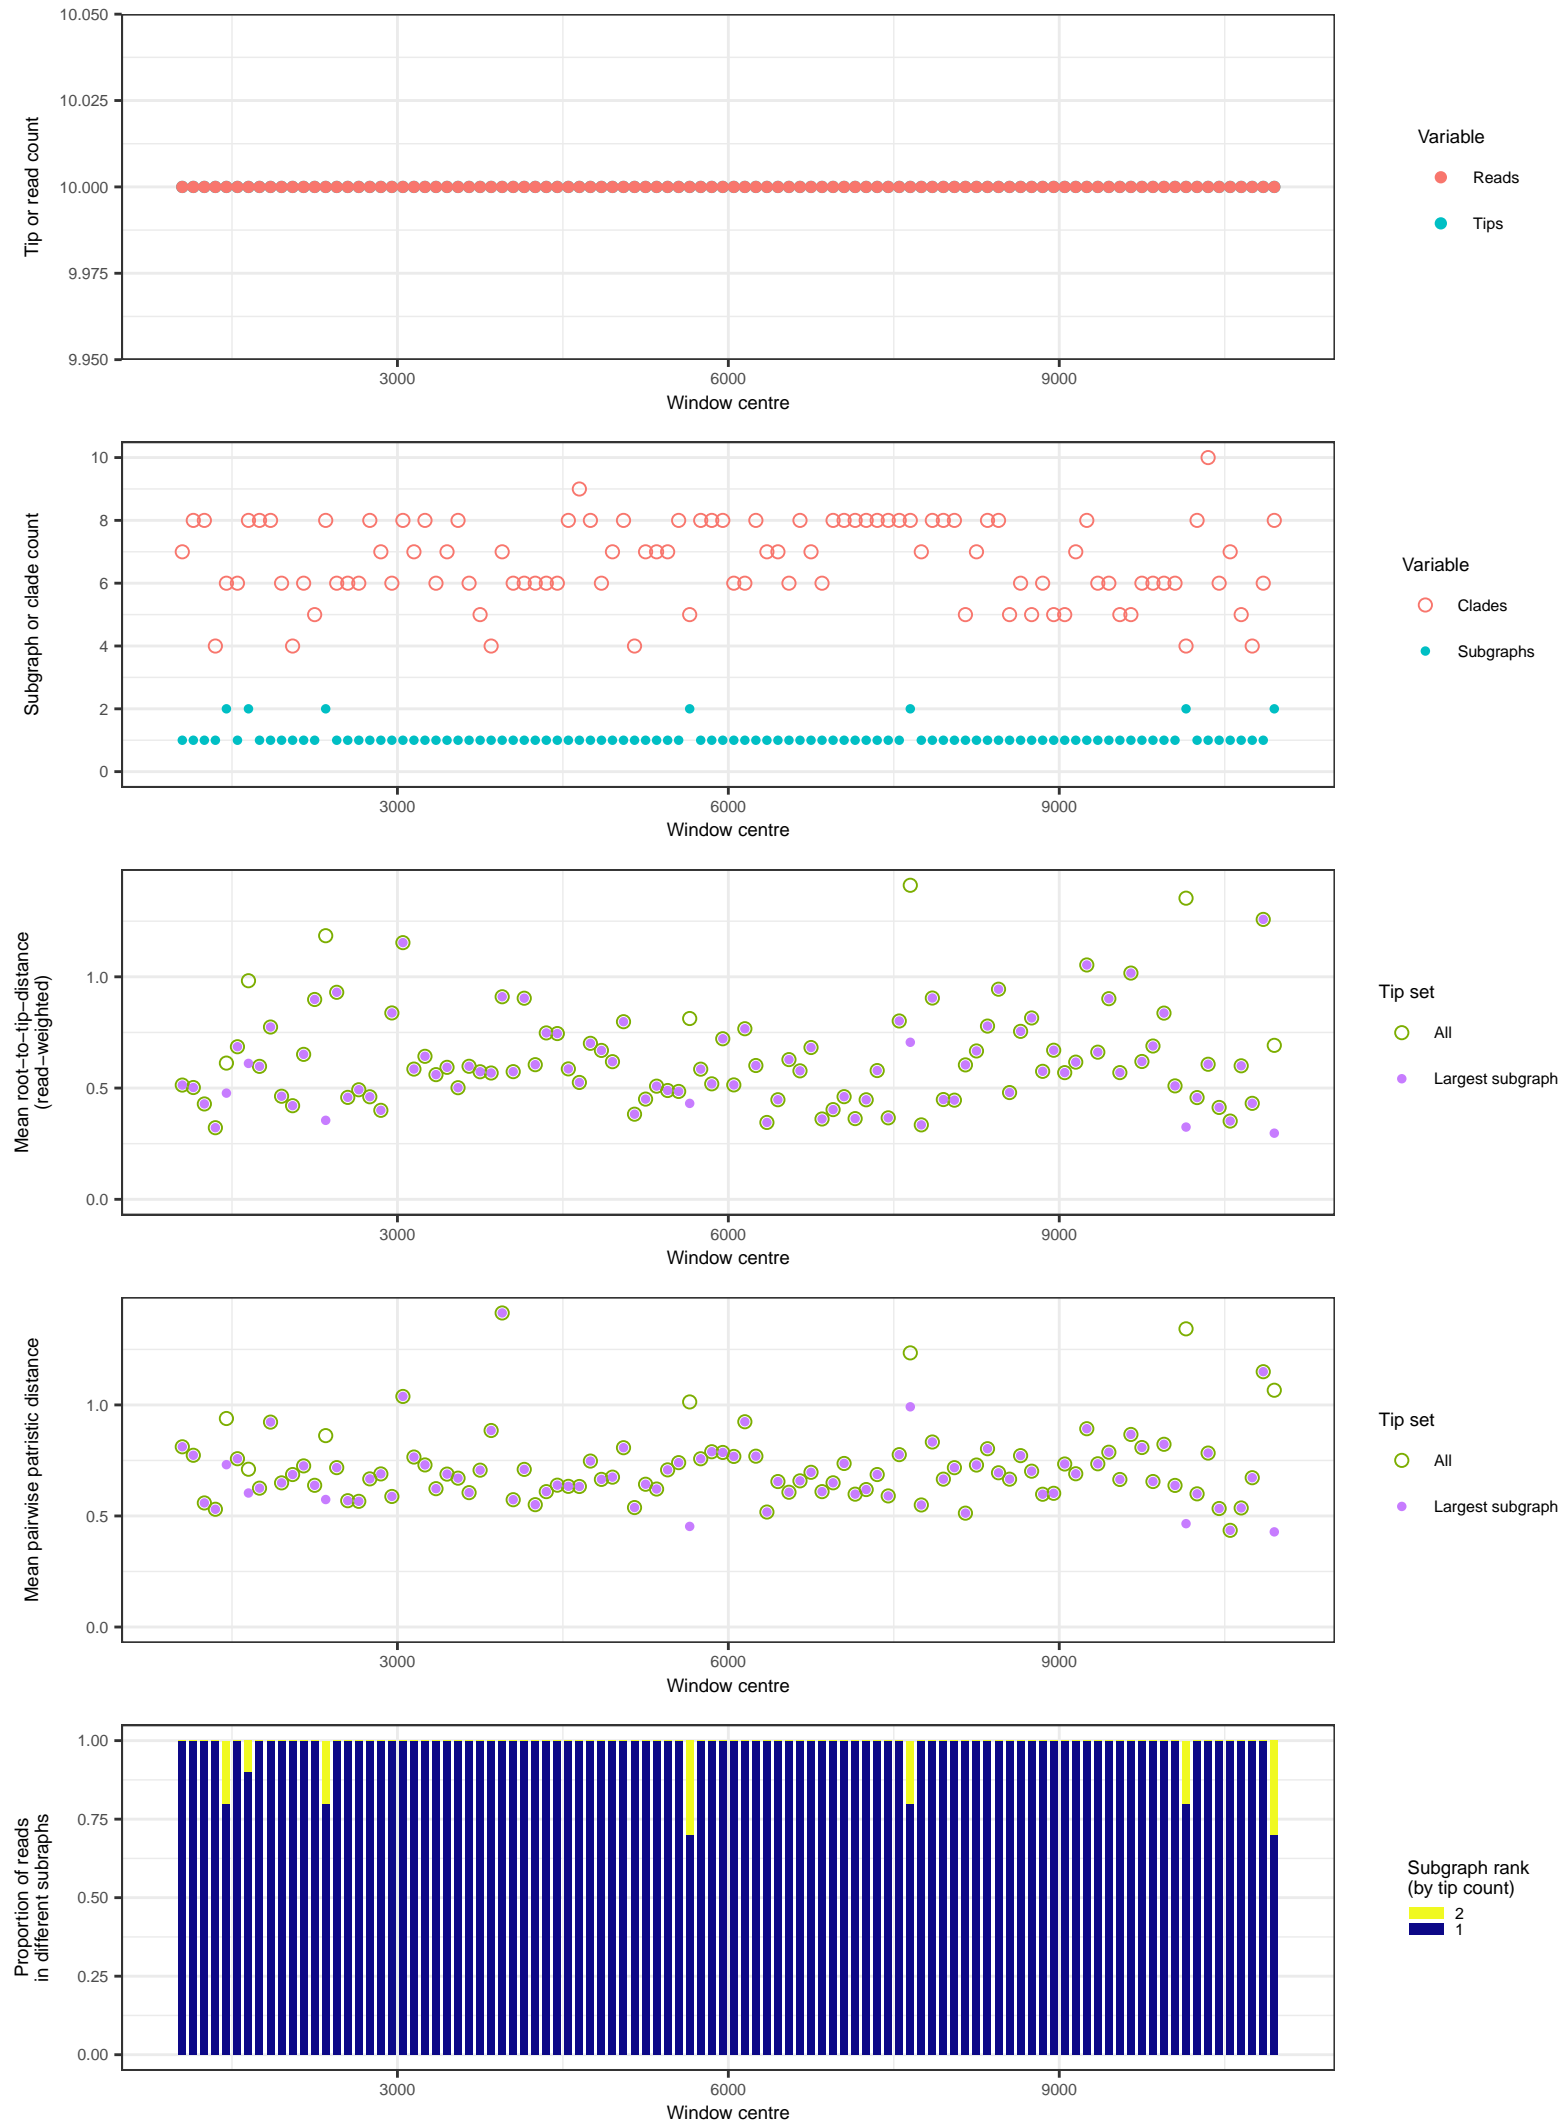 10.050
10.025
10.000
9.975
9.950
Tip or read count
3000
6000
9000
Window centre
Variable
Reads
Tips
10
8
6
4
2
0
Subgraph or clade count
3000
6000
9000
Window centre
Variable
Clades
Subgraphs
1.0
0.5
0.0
Mean root−to−tip−distance
(read−weighted)
3000
6000
9000
Window centre
Tip set
All
Largest subgraph
1.0
0.5
0.0
Mean pairwise patristic distance
3000
6000
9000
Window centre
Tip set
All
Largest subgraph
1.00
0.75
0.50
0.25
0.00
Proportion of reads
in different subraphs
3000
6000
9000
Window centre
Subgraph rank
(by tip count)
2
1